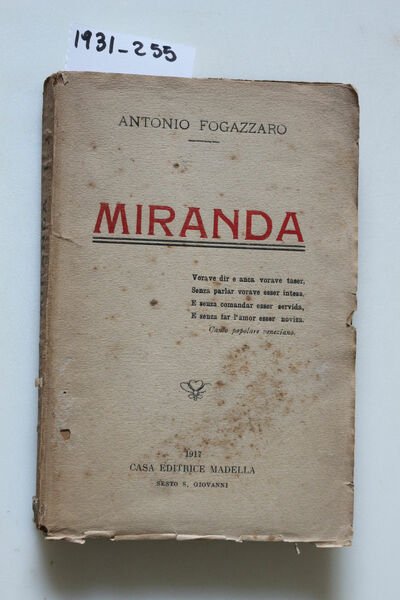 1931-255
ANTONIO FOGAZZARO
MIRANDA
Vorave dir e anca vorave taser,
Senza parlar vorave esser intesa,
E senza comandar esser servida,
E senza far l'amor esser noviza.
Canto popolare veneziano.
1917
CASA EDITRICE MADELLA
SESTO S. GIOVANNI